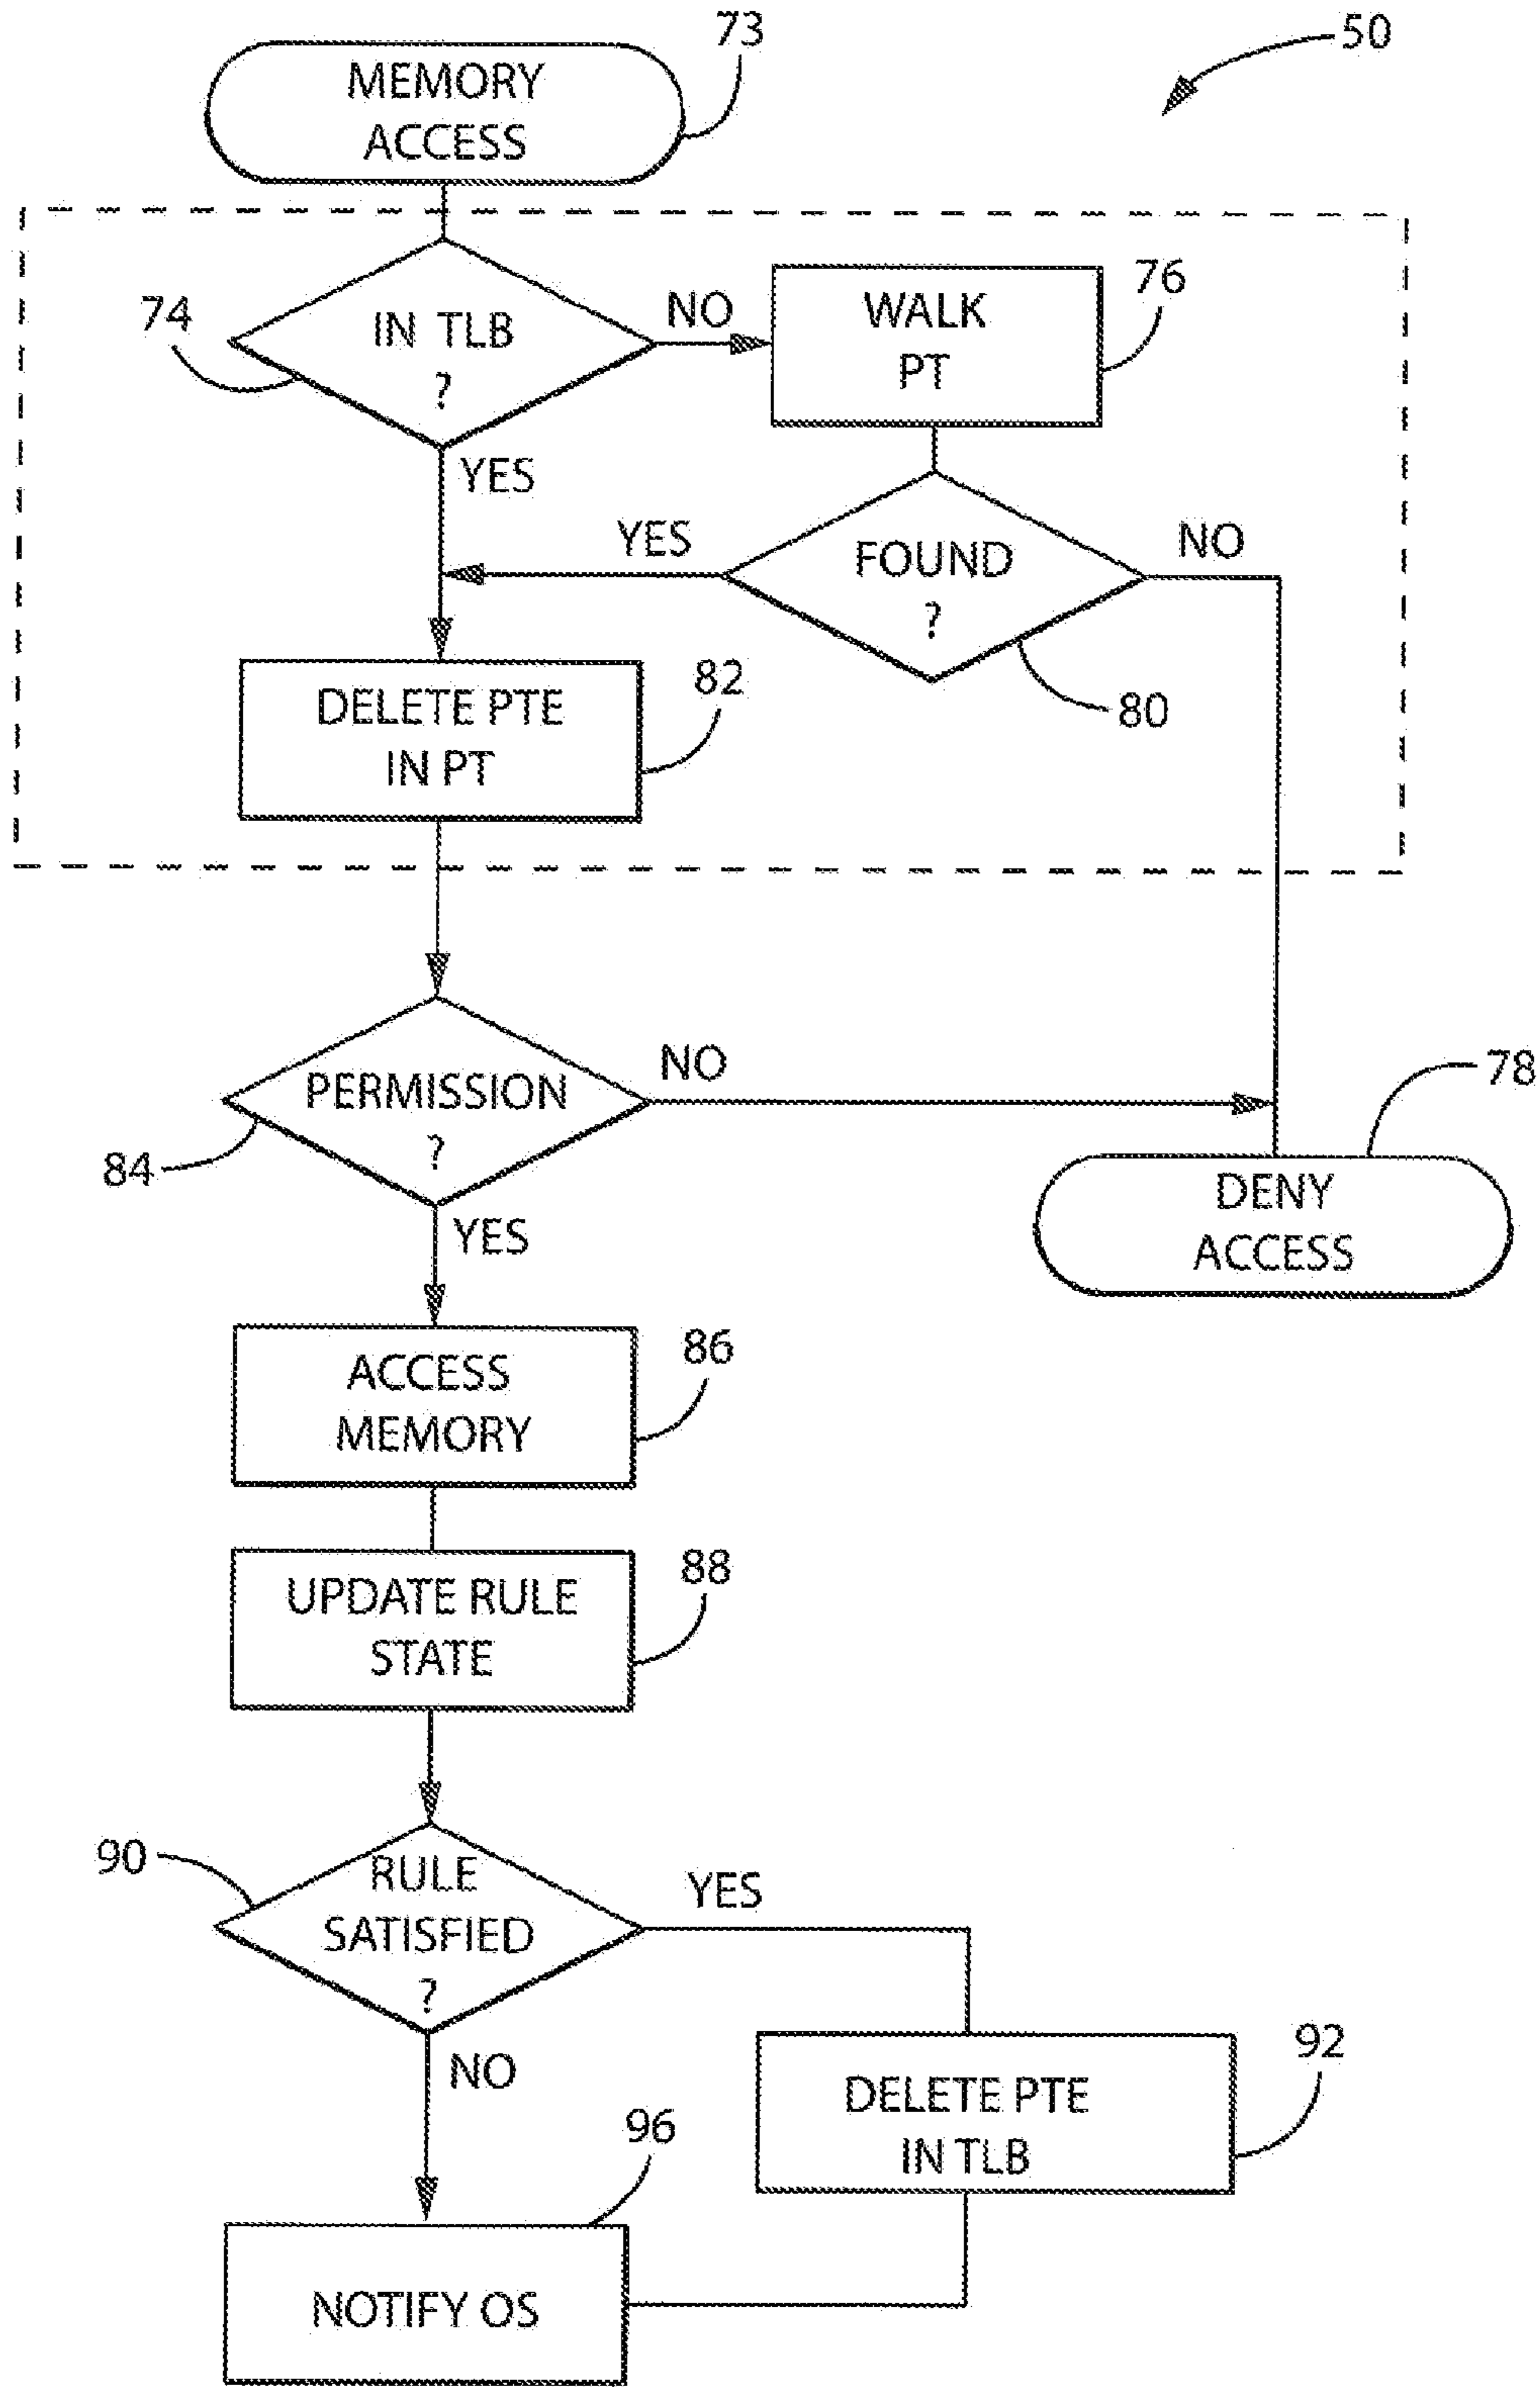 73
50
MEMORY
ACCESS
74
IN TLB
?
NO
WALK
PT
76
YES
YES
FOUND
?
NO
80
DELETE PTE
IN PT
82
PERMISSION
?
NO
84
YES
78
DENY
ACCESS
ACCESS
MEMORY
86
UPDATE RULE
STATE
88
90
RULE
SATISFIED
?
YES
NO
DELETE PTE
IN TLB
92
96
NOTIFY OS